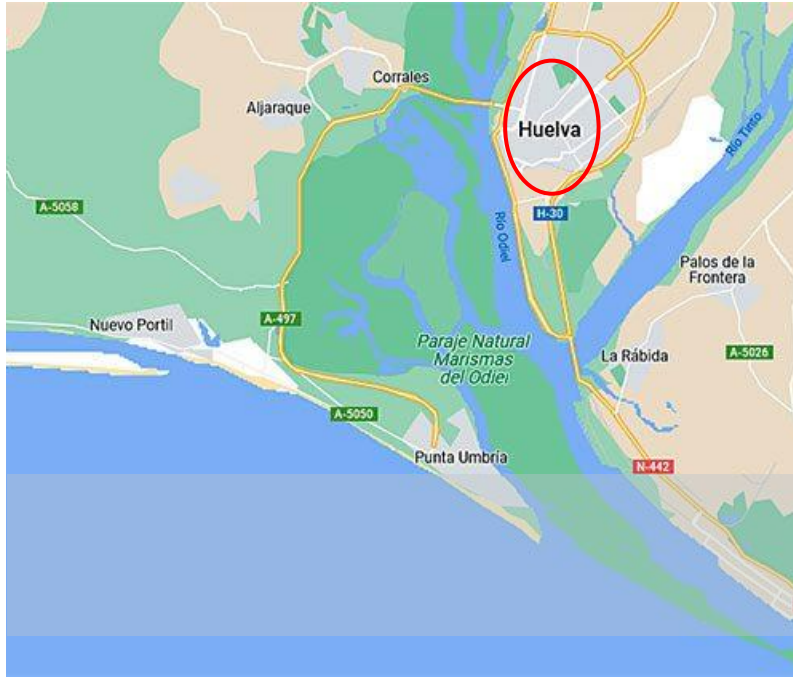 Corrales
Aljaraque
Huelva
Río Tinto
A-5058
H-30
Río Odiel
Palos de la
Frontera
Nuevo Portil
A-497
Paraje Natural
Marismas
del Odiel
La Rábida
A-5026
A-5050
Punta Umbría
N-442